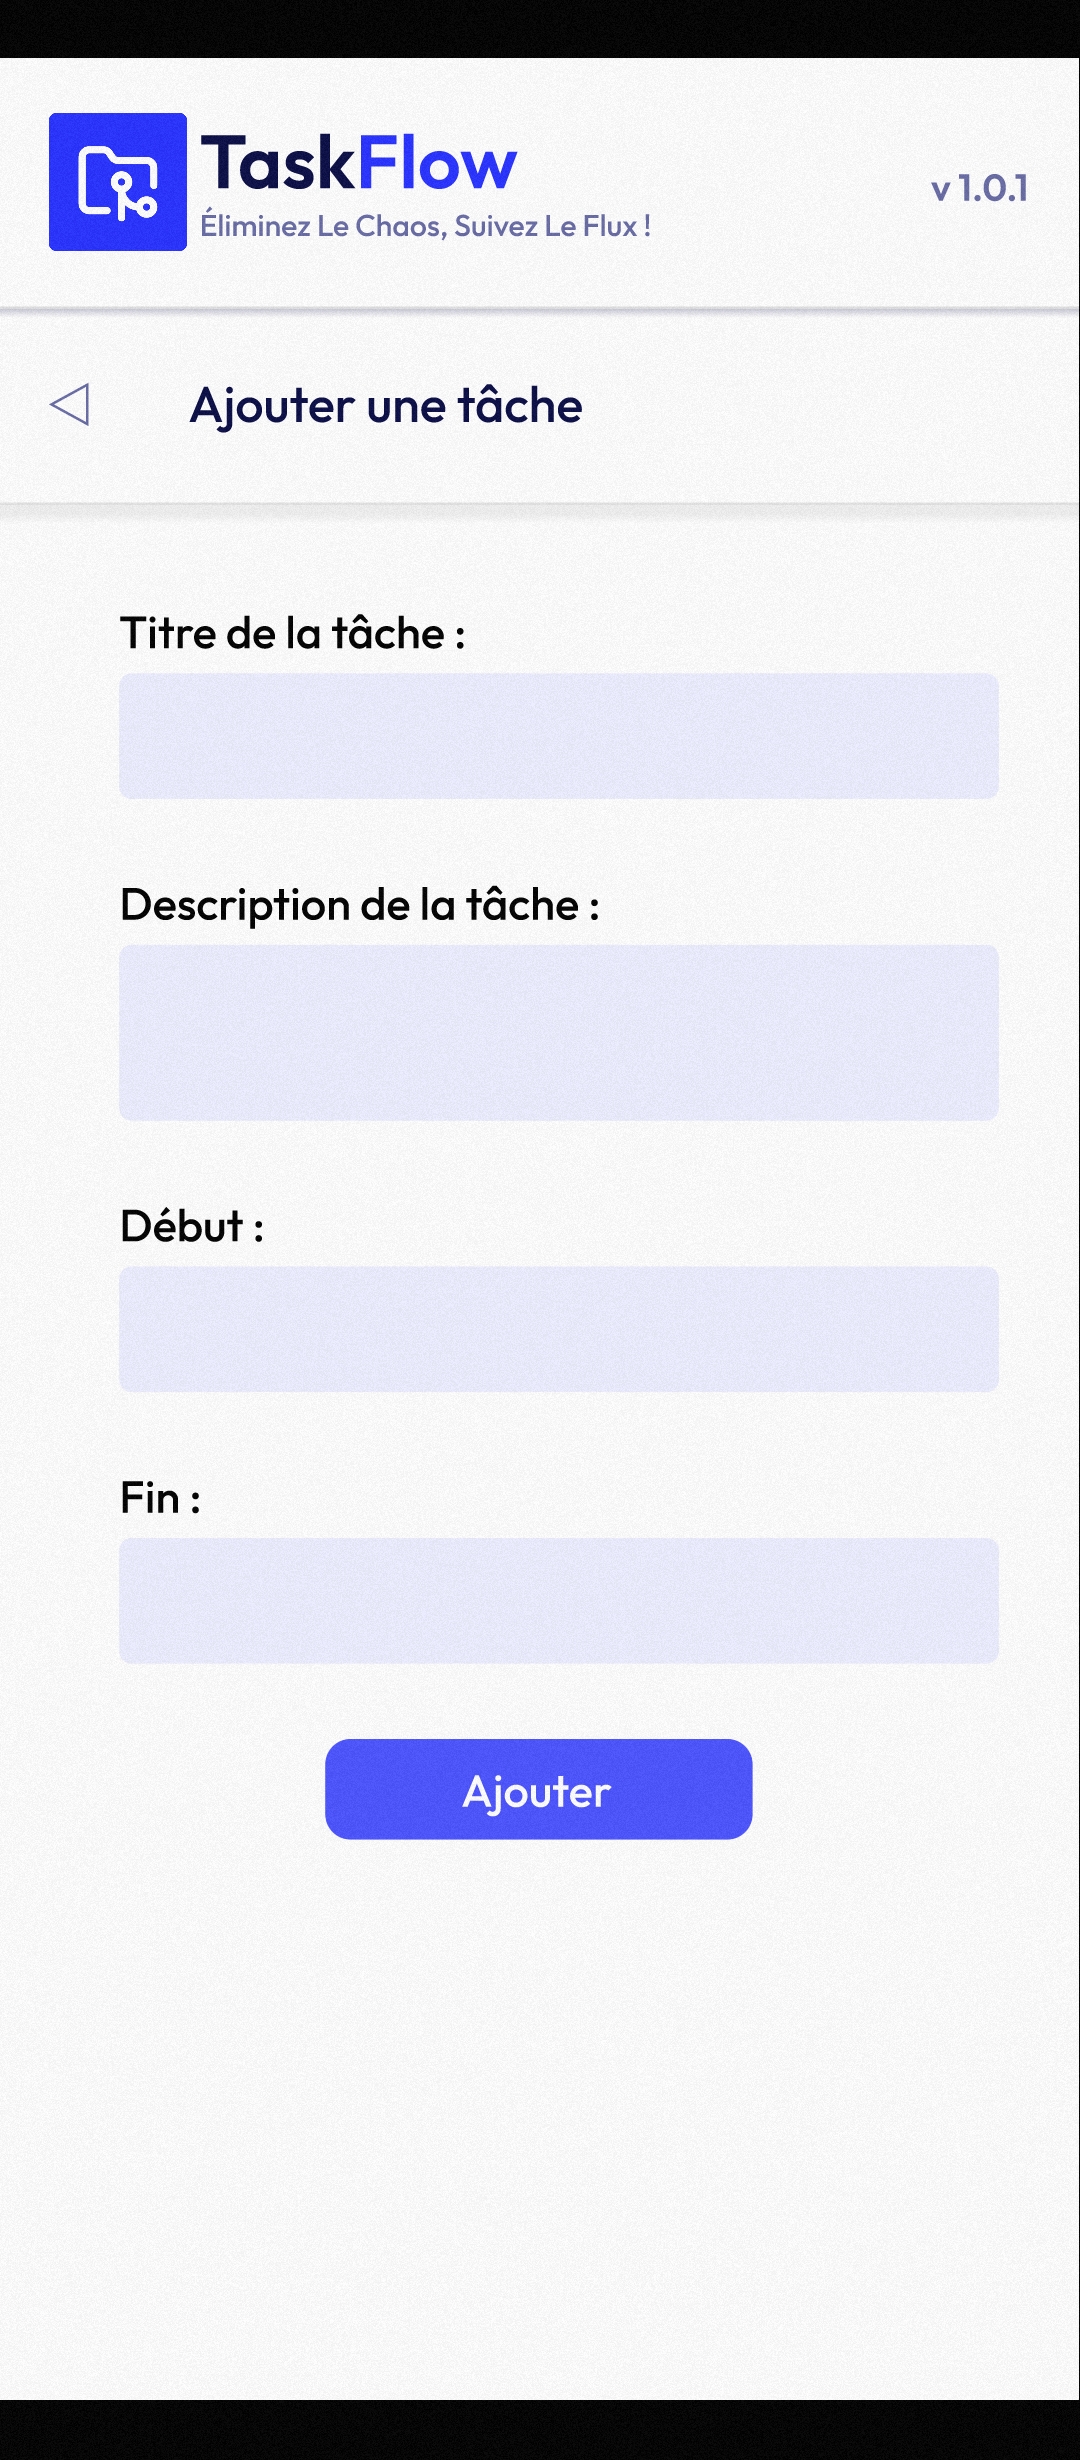 TaskFlow
Éliminez Le Chaos, Suivez Le Flux !
v 1.0.1
Ajouter une tâche
Titre de la tâche :
Description de la tâche :
Début :
Fin :
Ajouter